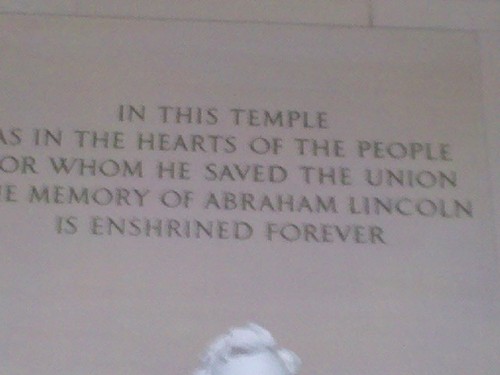 IN THIS TEMPLE
AS IN THE HEARTS OF THE PEOPLE
OR WHOM HE SAVED THE UNION
E MEMORY OF ABRAHAM LINCOLN
IS ENSHRINED FOREVER